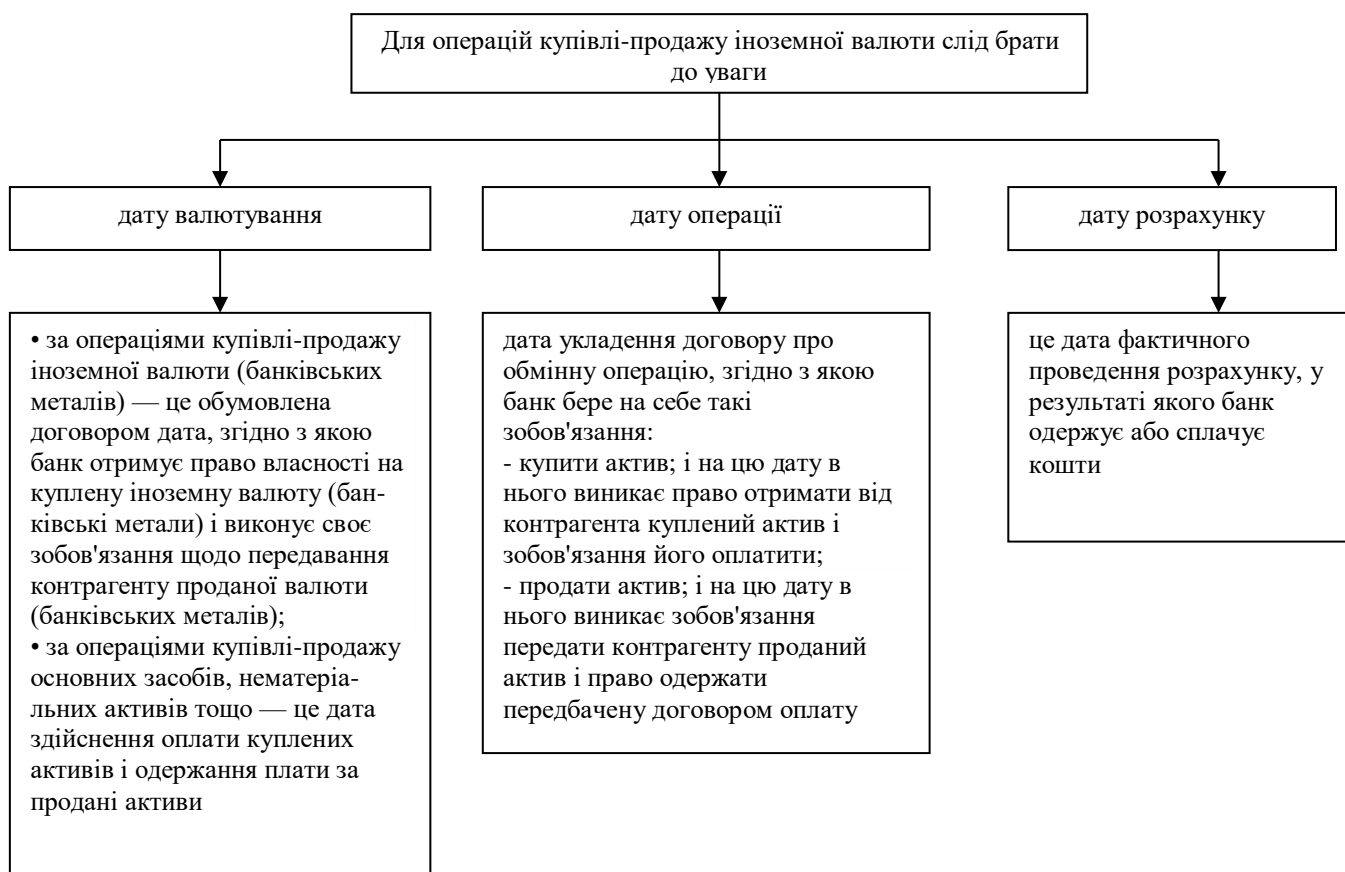 Для операцій купівлі-продажу іноземної валюти слід брати
до уваги
дату валютування
дату операції
дату розрахунку
• за операціями купівлі-продажу
іноземної валюти (банківських
металів) — це обумовлена
договором дата, згідно з якою
банк отримує право власності на
куплену іноземну валюту (бан-
ківські метали) і виконує своє
зобов'язання щодо передавання
контрагенту проданої валюти
(банківських металів);
• за операціями купівлі-продажу
основних засобів, нематеріа-
льних активів тощо — це дата
здійснення оплати куплених
активів і одержання плати за
продані активи
дата укладення договору про
обмінну операцію, згідно з якою
банк бере на себе такі
зобов'язання:
- купити актив; і на цю дату в
нього виникає право отримати від
контрагента куплений актив і
зобов'язання його оплатити;
- продати актив; і на цю дату в
нього виникає зобов'язання
передати контрагенту проданий
актив і право одержати
передбачену договором оплату
це дата фактичного
проведення розрахунку, у
результаті якого банк
одержує або сплачує
кошти